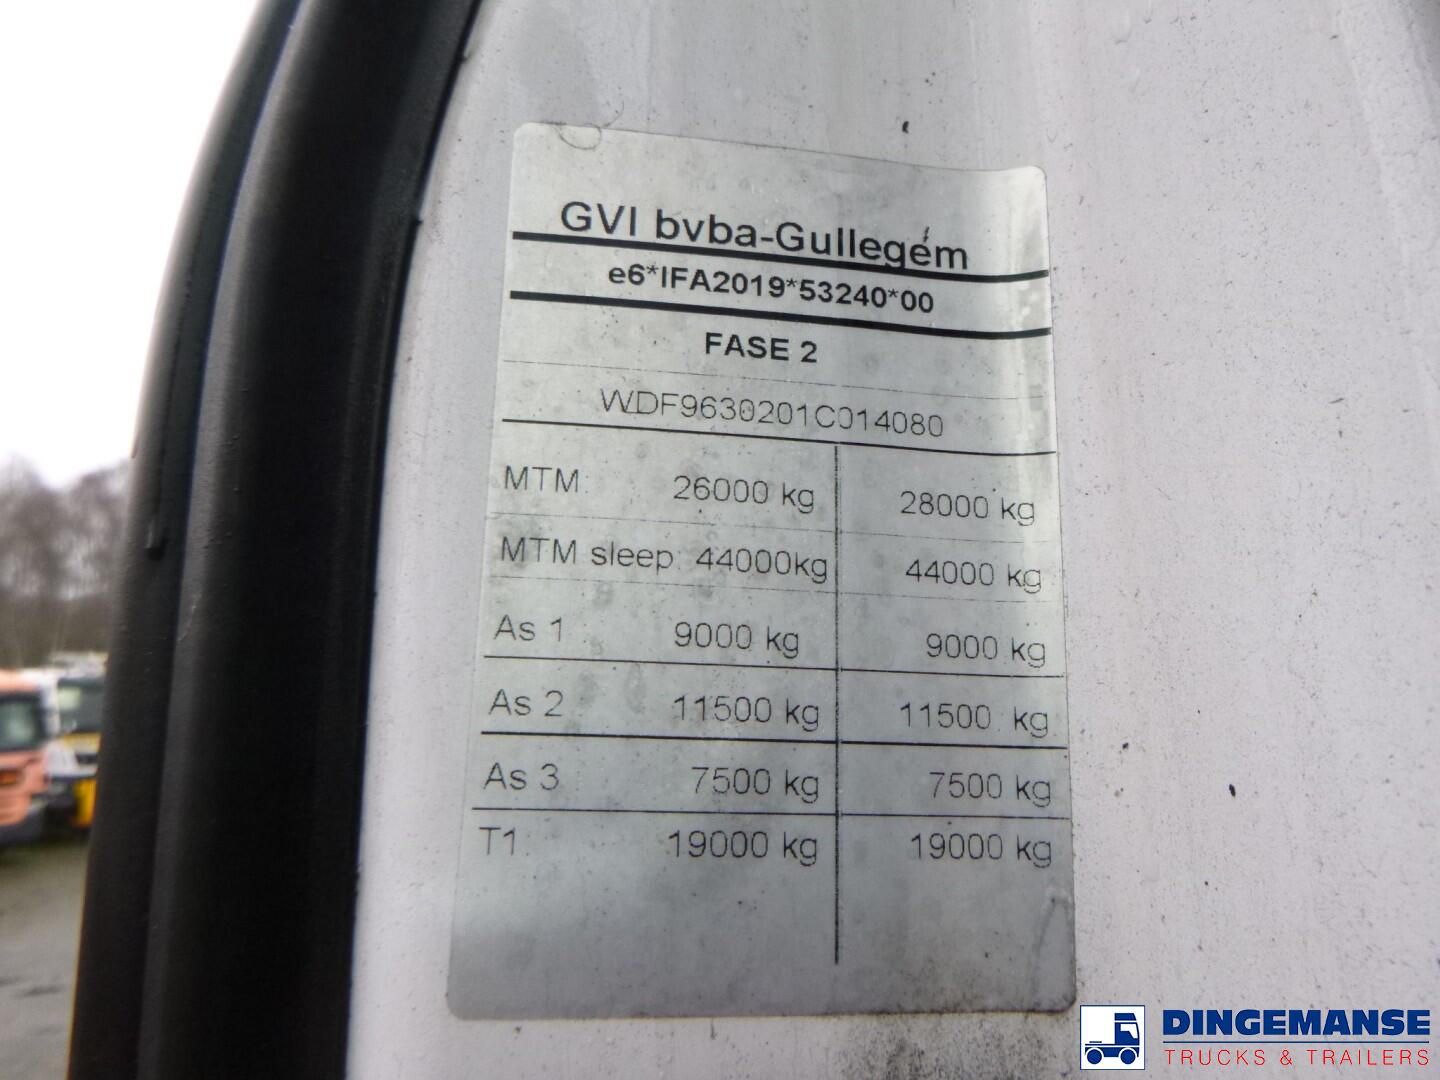 GVI bvba-Gullegem
e6*IFA2019*53240*00
FASE 2
WDF9630201C014080
MTM: 26000 kg 28000 kg
MTM sleep: 44000kg 44000 kg
As 1 : 9000 kg 9000 kg
As 2 : 11500 kg 11500 kg
As 3 : 7500 kg 7500 kg
T1: 19000 kg 19000 kg
DINGEMANSE
TRUCKS & TRAILERS